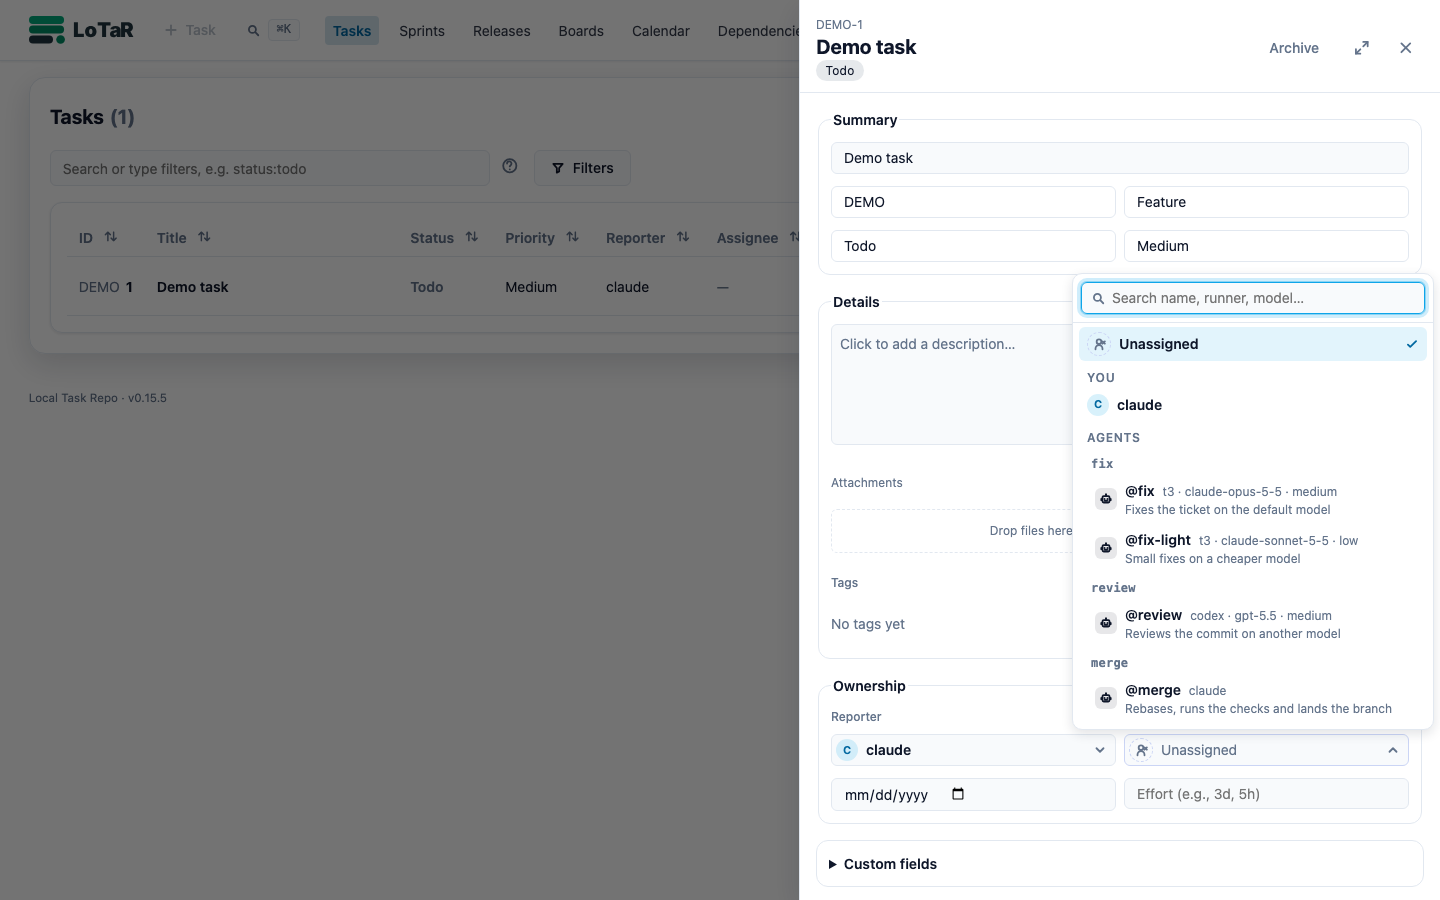 LoTaR
+ Task
⌘K
Tasks
Sprints
Releases
Boards
Calendar
Tasks (1)
Search or type filters, e.g. status:todo
Filters
ID
Title
Status
Priority
Reporter
Assignee
DEMO 1
Demo task
Todo
Medium
claude
—
Local Task Repo · v0.15.5
DEMO-1
Demo task
Todo
Archive
Summary
Demo task
DEMO
Feature
Todo
Medium
Details
Click to add a description...
Attachments
Drop files here
Tags
No tags yet
Ownership
Reporter
C claude
Unassigned
mm/dd/yyyy
Effort (e.g., 3d, 5h)
Custom fields
Search name, runner, model...
Unassigned
YOU
C claude
AGENTS
fix
@fix t3 · claude-opus-5-5 · medium
Fixes the ticket on the default model
@fix-light t3 · claude-sonnet-5-5 · low
Small fixes on a cheaper model
review
@review codex · gpt-5.5 · medium
Reviews the commit on another model
merge
@merge claude
Rebases, runs the checks and lands the branch